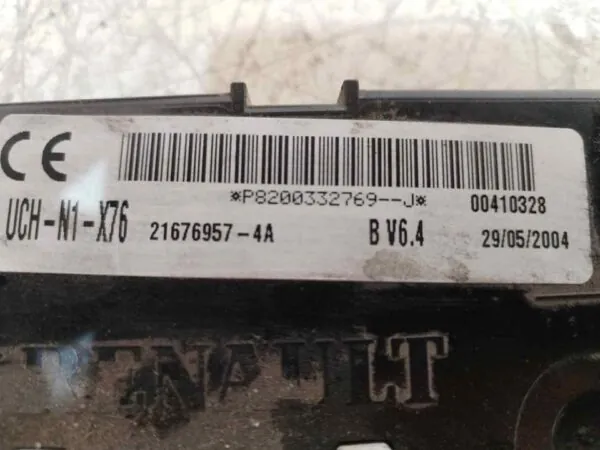 CE
*P8200332769--J* 00410328
UCH-N1-X76 21676957-4A B V6.4 29/05/2004
RENAULT